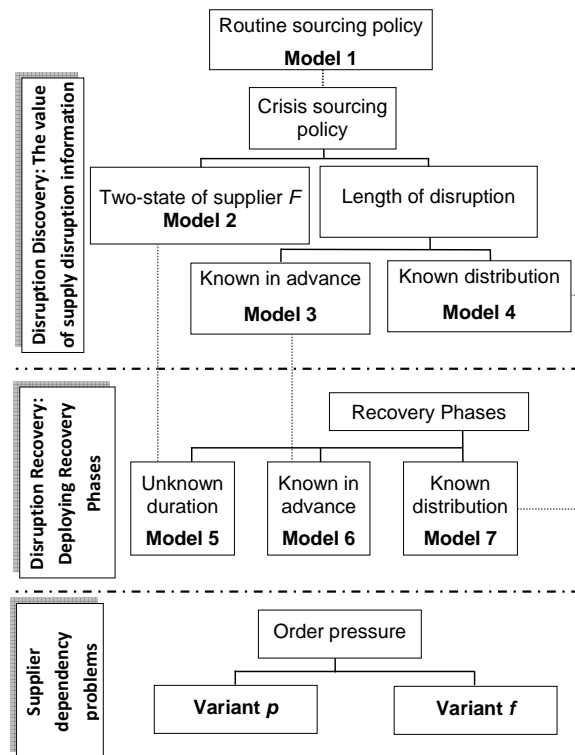 Routine sourcing policy
Model 1
Disruption Discovery: The value
of supply disruption information
Crisis sourcing
policy
Two-state of supplier F
Model 2
Length of disruption
Known in advance
Model 3
Known distribution
Model 4
Disruption Recovery:
Deploying Recovery
Phases
Recovery Phases
Unknown
duration
Model 5
Known
in advance
Model 6
Known
distribution
Model 7
Supplier
dependency
problems
Order pressure
Variant p
Variant f